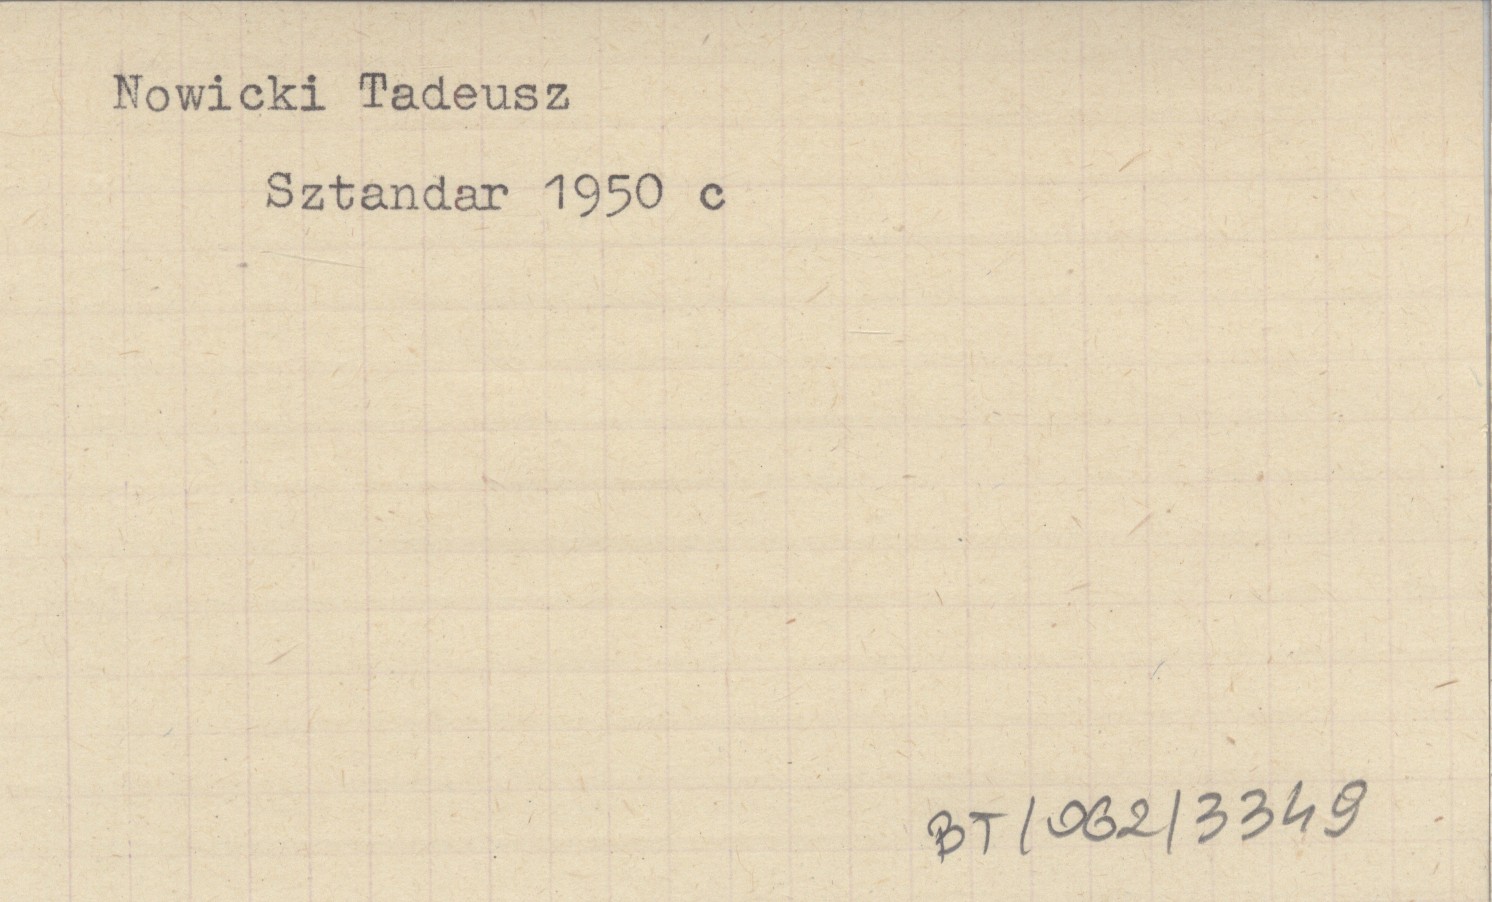 Nowicki Tadeusz
Sztandar 1950 c
BT/062/3349